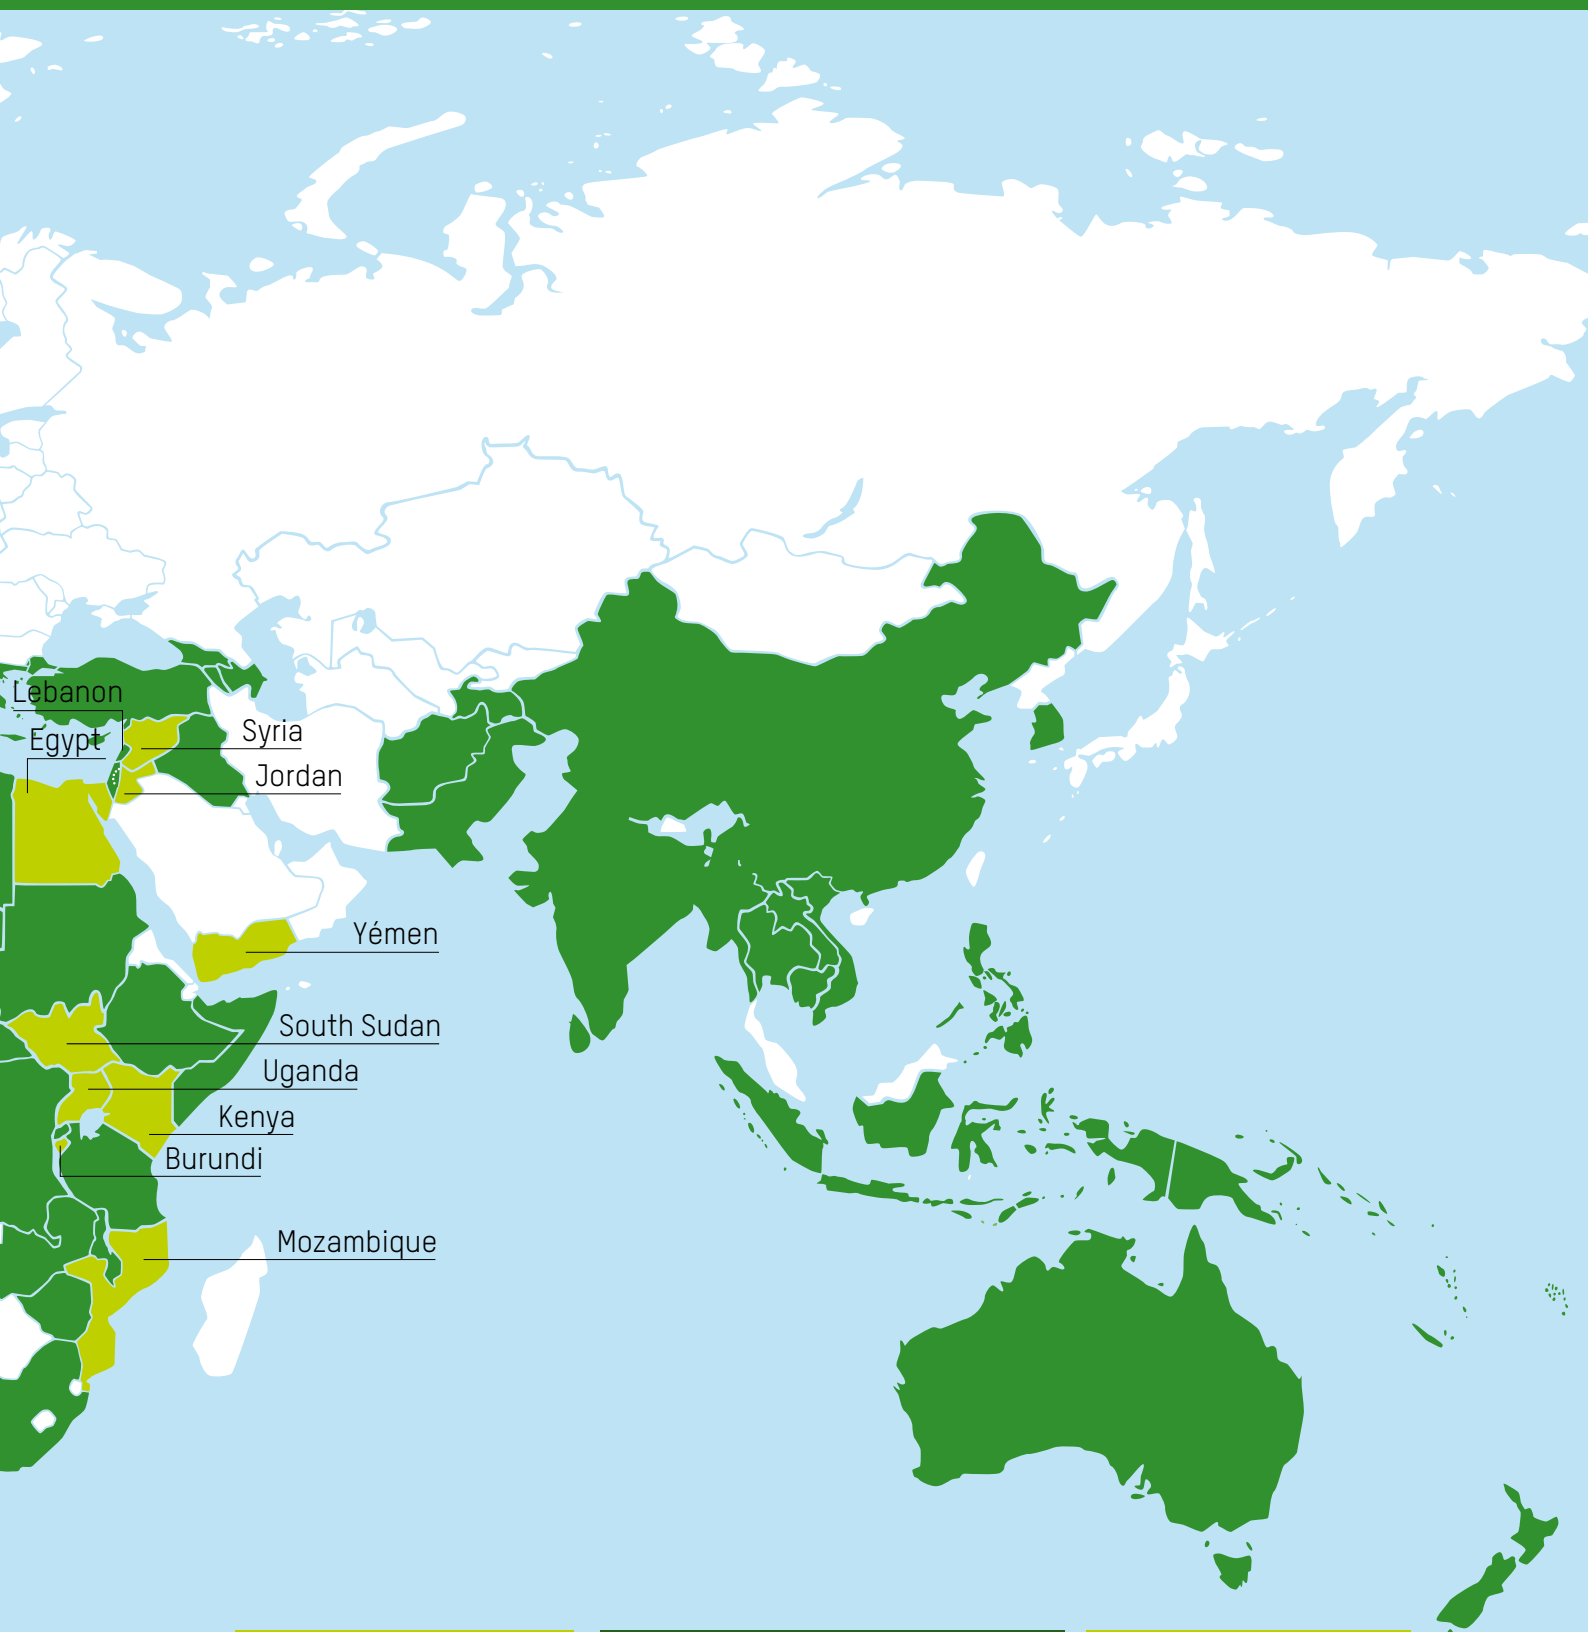 Lebanon
Egypt
Syria
Jordan
Yémen
South Sudan
Uganda
Kenya
Burundi
Mozambique